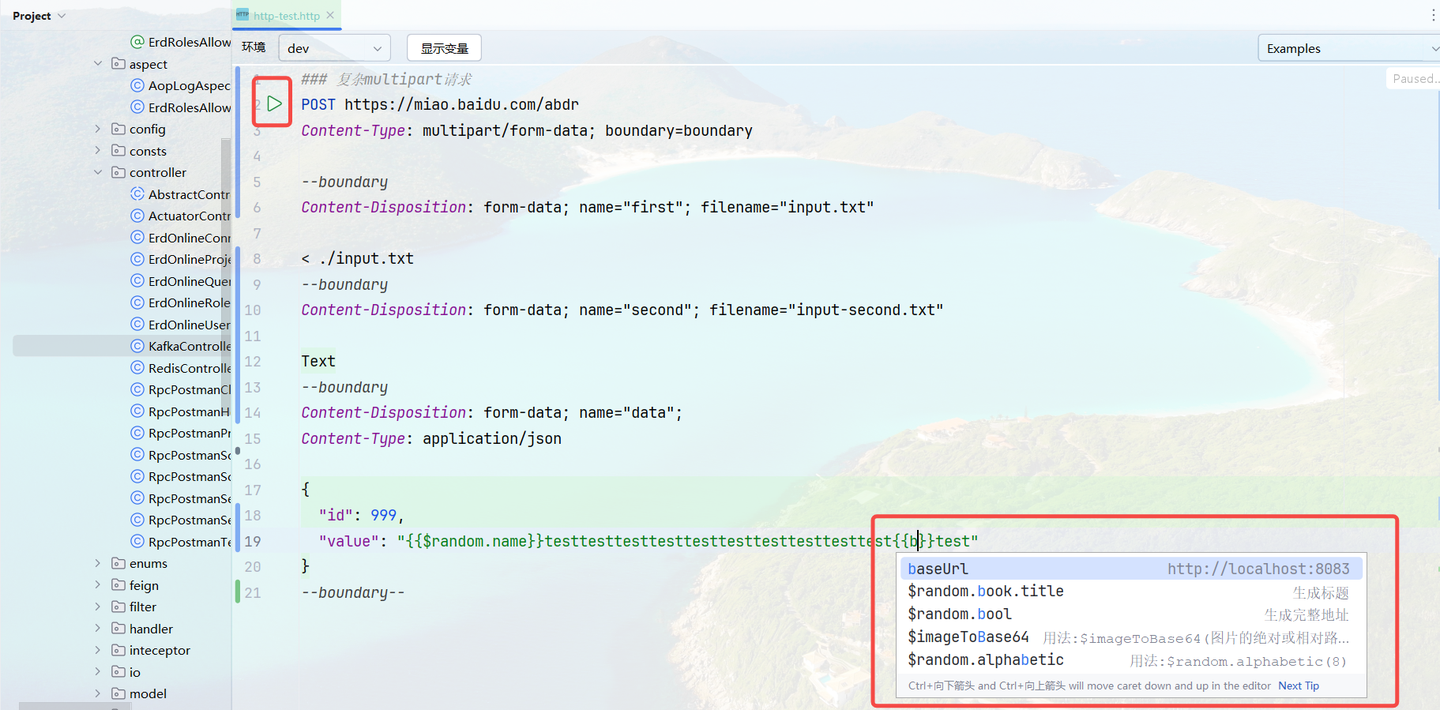 Project
http-test.http
ErdRolesAllow
环境 dev 显示变量 Examples
aspect
AopLogAspec
ErdRolesAllow
config
consts
controller
AbstractContr
ActuatorContr
ErdOnlineConr
ErdOnlineProje
ErdOnlineQuer
ErdOnlineRole
ErdOnlineUser
KafkaControlle
RedisControlle
RpcPostmanCl
RpcPostmanH
RpcPostmanPr
RpcPostmanSc
RpcPostmanSc
RpcPostmanSe
RpcPostmanSe
RpcPostmanTe
enums
feign
filter
handler
inteceptor
io
model
Paused..
1 ### 复杂multipart请求
2 POST https://miao.baidu.com/abdr
3 Content-Type: multipart/form-data; boundary=boundary
4
5 --boundary
6 Content-Disposition: form-data; name="first"; filename="input.txt"
7
8 < ./input.txt
9 --boundary
10 Content-Disposition: form-data; name="second"; filename="input-second.txt"
11
12 Text
13 --boundary
14 Content-Disposition: form-data; name="data";
15 Content-Type: application/json
16
17 {
18 "id": 999,
19 "value": "{{$random.name}}testtesttesttesttesttesttesttesttesttest{{b}}test"
20 }
21 --boundary--
baseUrl http://localhost:8083
$random.book.title 生成标题
$random.bool 生成完整地址
$imageToBase64 用法:$imageToBase64(图片的绝对或相对路…
$random.alphabetic 用法:$random.alphabetic(8)
Ctrl+向下箭头 and Ctrl+向上箭头 will move caret down and up in the editor Next Tip